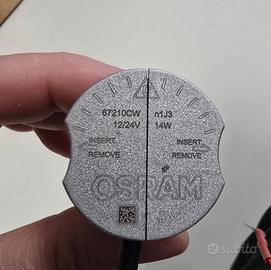 67210CW n1J3
12/24V 14W
INSERT INSERT
REMOVE REMOVE
OSRAM
subito